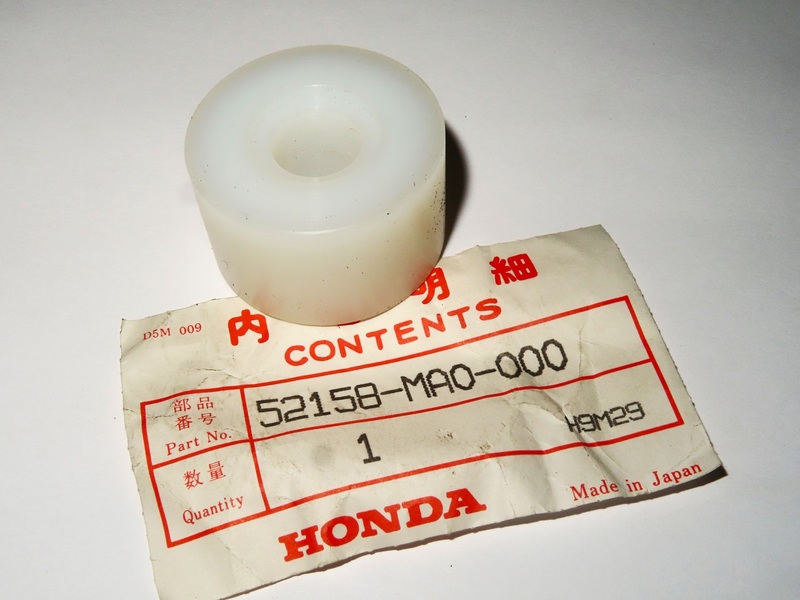 D5M 009
内 明 細
CONTENTS
部品
番号
Part No.
52158-MA0-000
数量
Quantity
1
H9M29
HONDA
Made in Japan